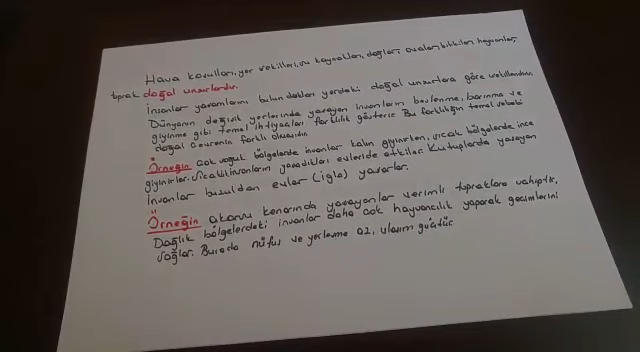 Hava koşulları, yer şekilleri, su kaynakları, dağlar, ovalar, bitkiler, hayvanlar,
toprak doğal unsurlardır.
İnsanlar yaşamlarını bulundukları yerdeki doğal unsurlara göre şekillendirir.
Dünyanın değişik yerlerinde yaşayan insanların beslenme, barınma ve
giyinme gibi temel ihtiyaçları farklılık gösterir. Bu farklılığın temel sebebi
doğal çevrenin farklı olmasıdır.
Örneğin çok soğuk bölgelerde insanlar kalın giyinirken, sıcak bölgelerde ince
giyinirler. Sıcaklık insanların yaşadıkları evleride etkiler. Kutuplarda yaşayan
insanlar buzuldan evler (iglo) yaparlar.
Örneğin akarsu kenarında yaşayanlar verimli topraklara sahiptir.
Dağlık bölgelerdeki insanlar daha çok hayvancılık yaparak geçimlerini
sağlar. Burada nüfus ve yerleşme az, ulaşım güçtür.